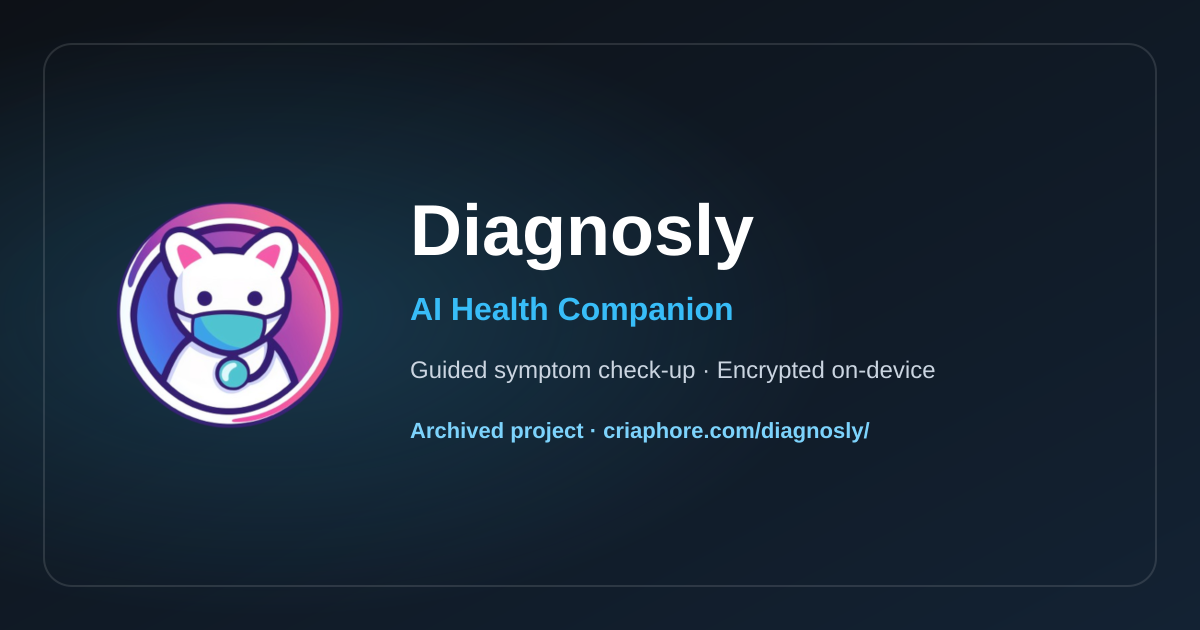 Diagnosly
AI Health Companion
Guided symptom check-up · Encrypted on-device
Archived project · criaphore.com/diagnosly/